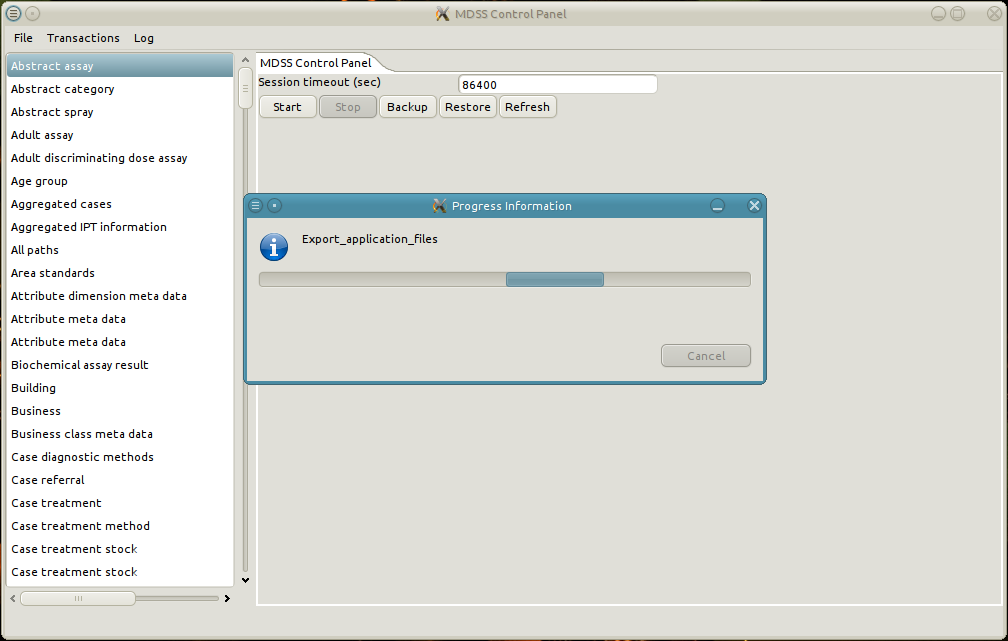 MDSS Control Panel
File Transactions Log
MDSS Control Panel
Session timeout (sec) 86400
Start Stop Backup Restore Refresh
Abstract assay
Abstract category
Abstract spray
Adult assay
Adult discriminating dose assay
Age group
Aggregated cases
Aggregated IPT information
All paths
Area standards
Attribute dimension meta data
Attribute meta data
Attribute meta data
Biochemical assay result
Building
Business
Business class meta data
Case diagnostic methods
Case referral
Case treatment
Case treatment method
Case treatment stock
Case treatment stock
Progress Information
Export_application_files
Cancel